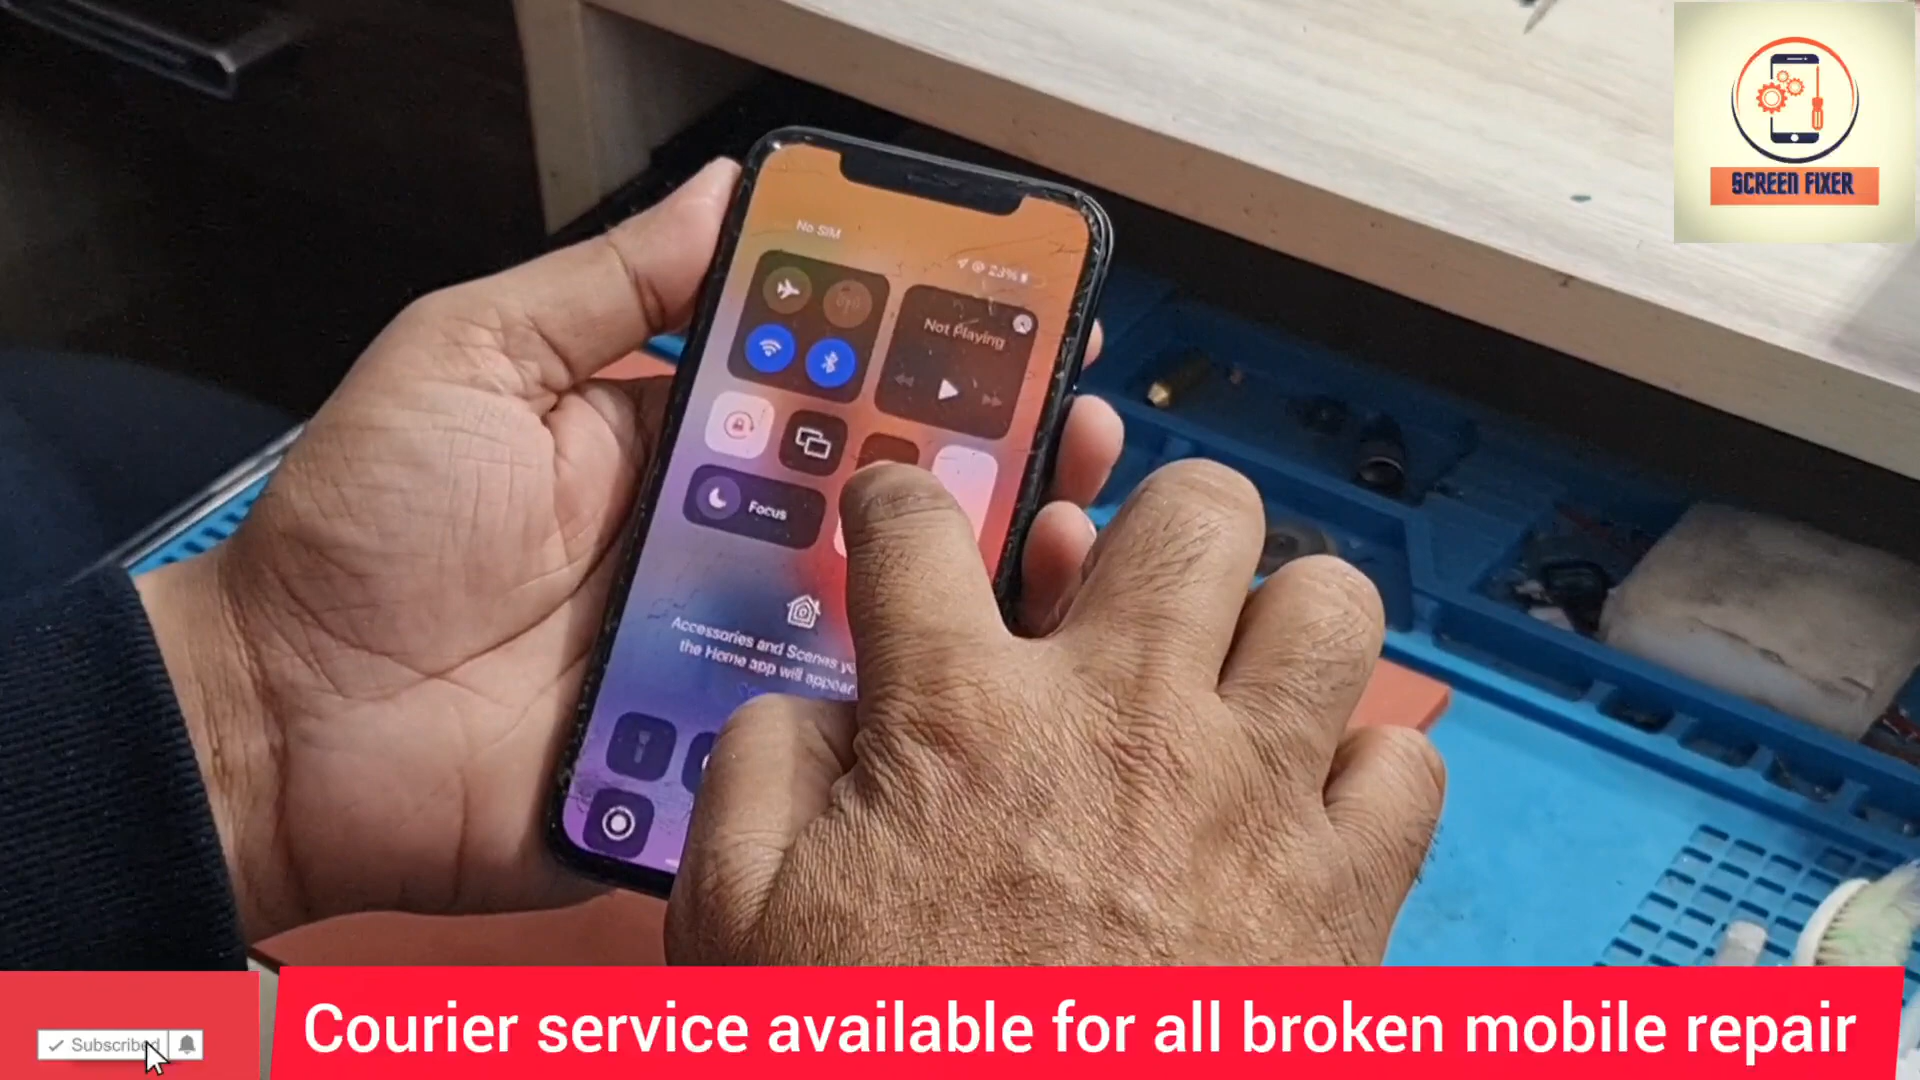 SCREEN FIXER
No SIM
23%
Not Playing
Focus
Accessories and Scenes
the Home app will appear
Subscribed
Courier service available for all broken mobile repair